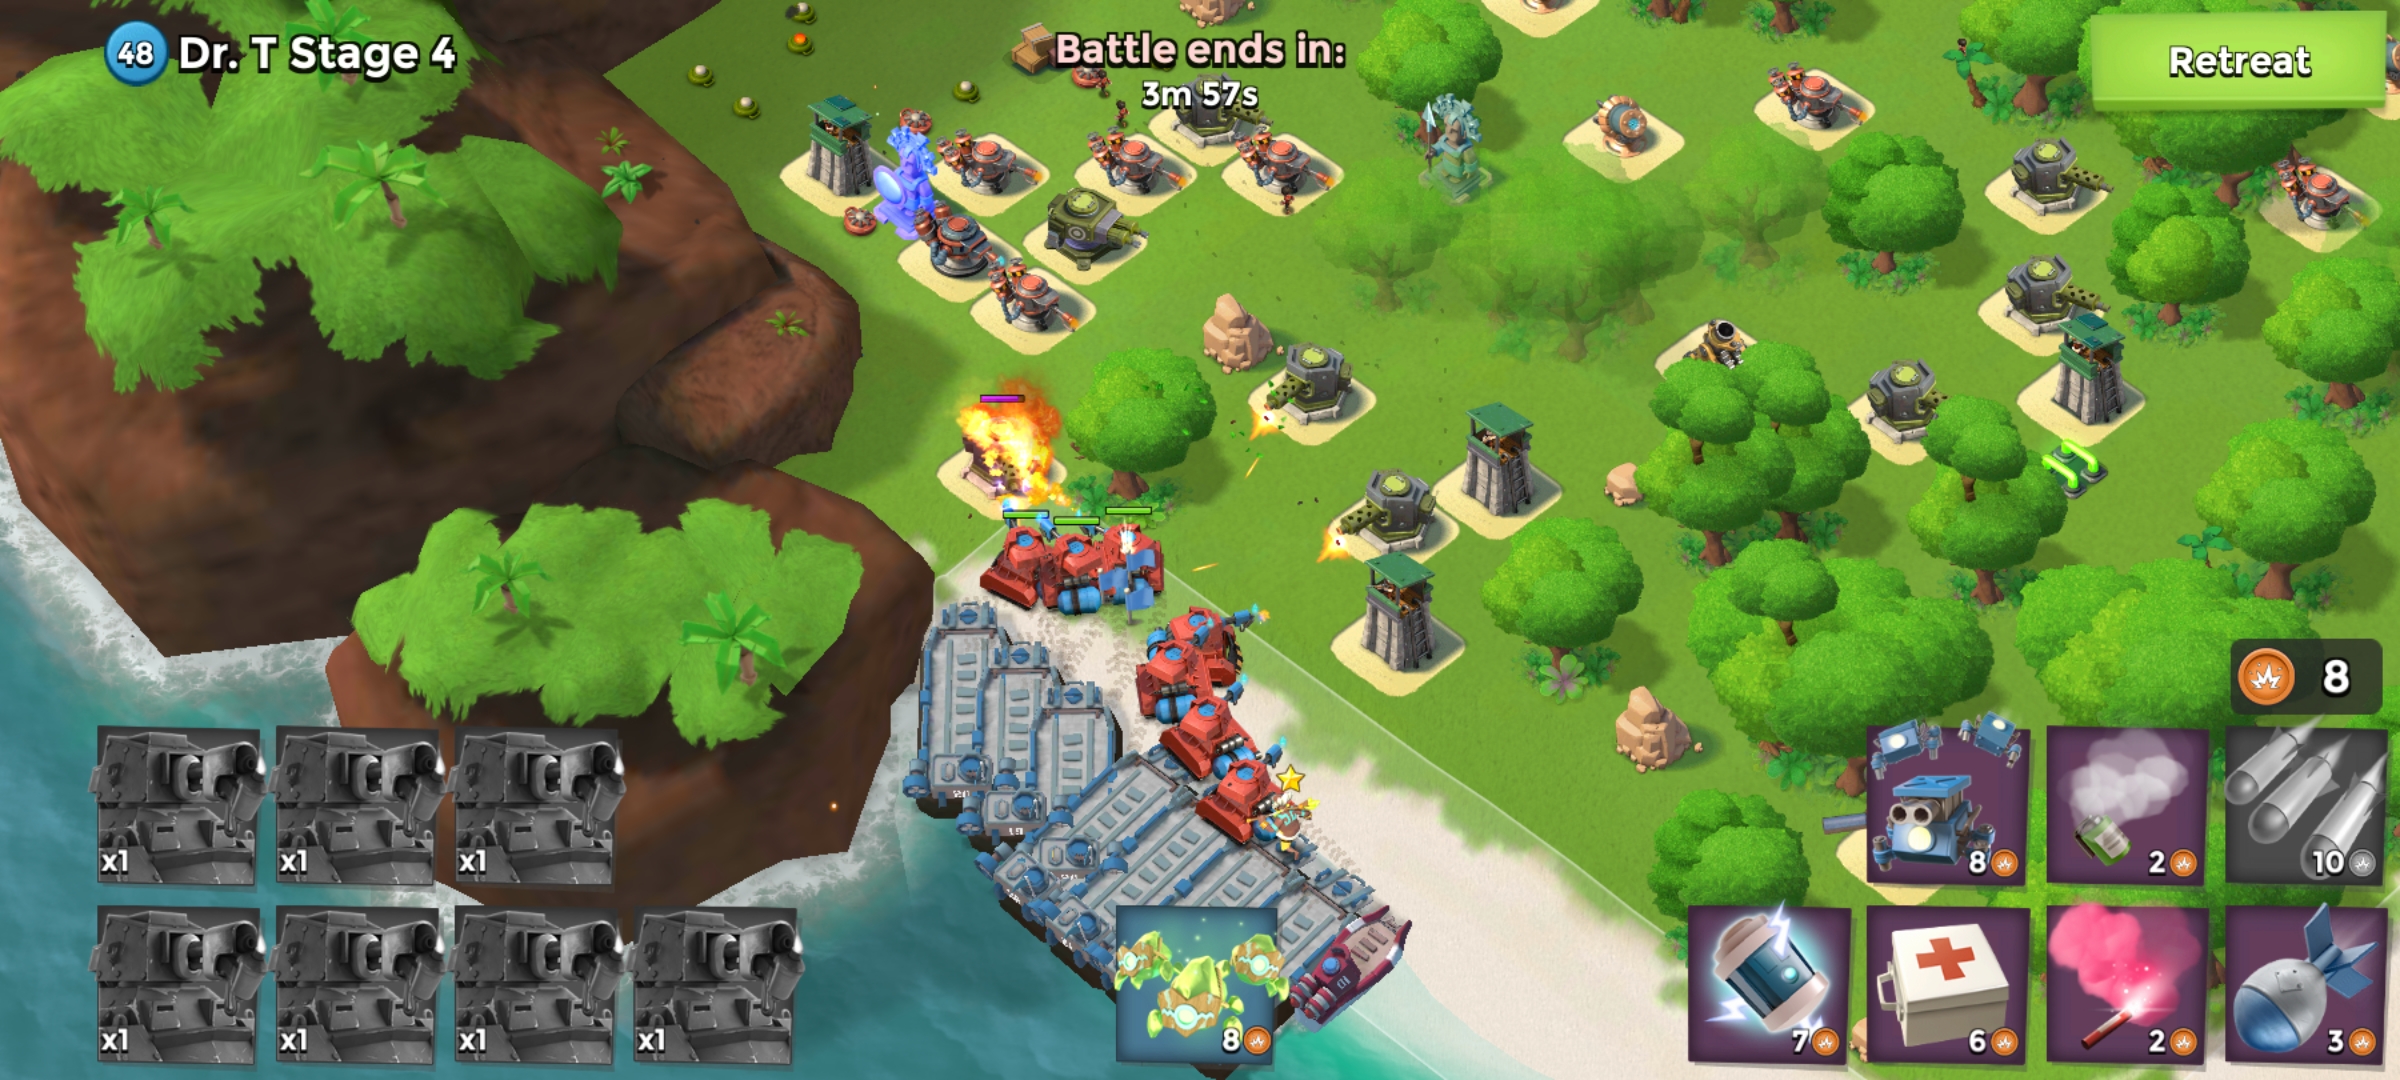 48 Dr. T Stage 4
Battle ends in:
3m 57s
Retreat
8
x1 x1 x1
8 2 10
x1 x1 x1 x1
8
7 6 2 3